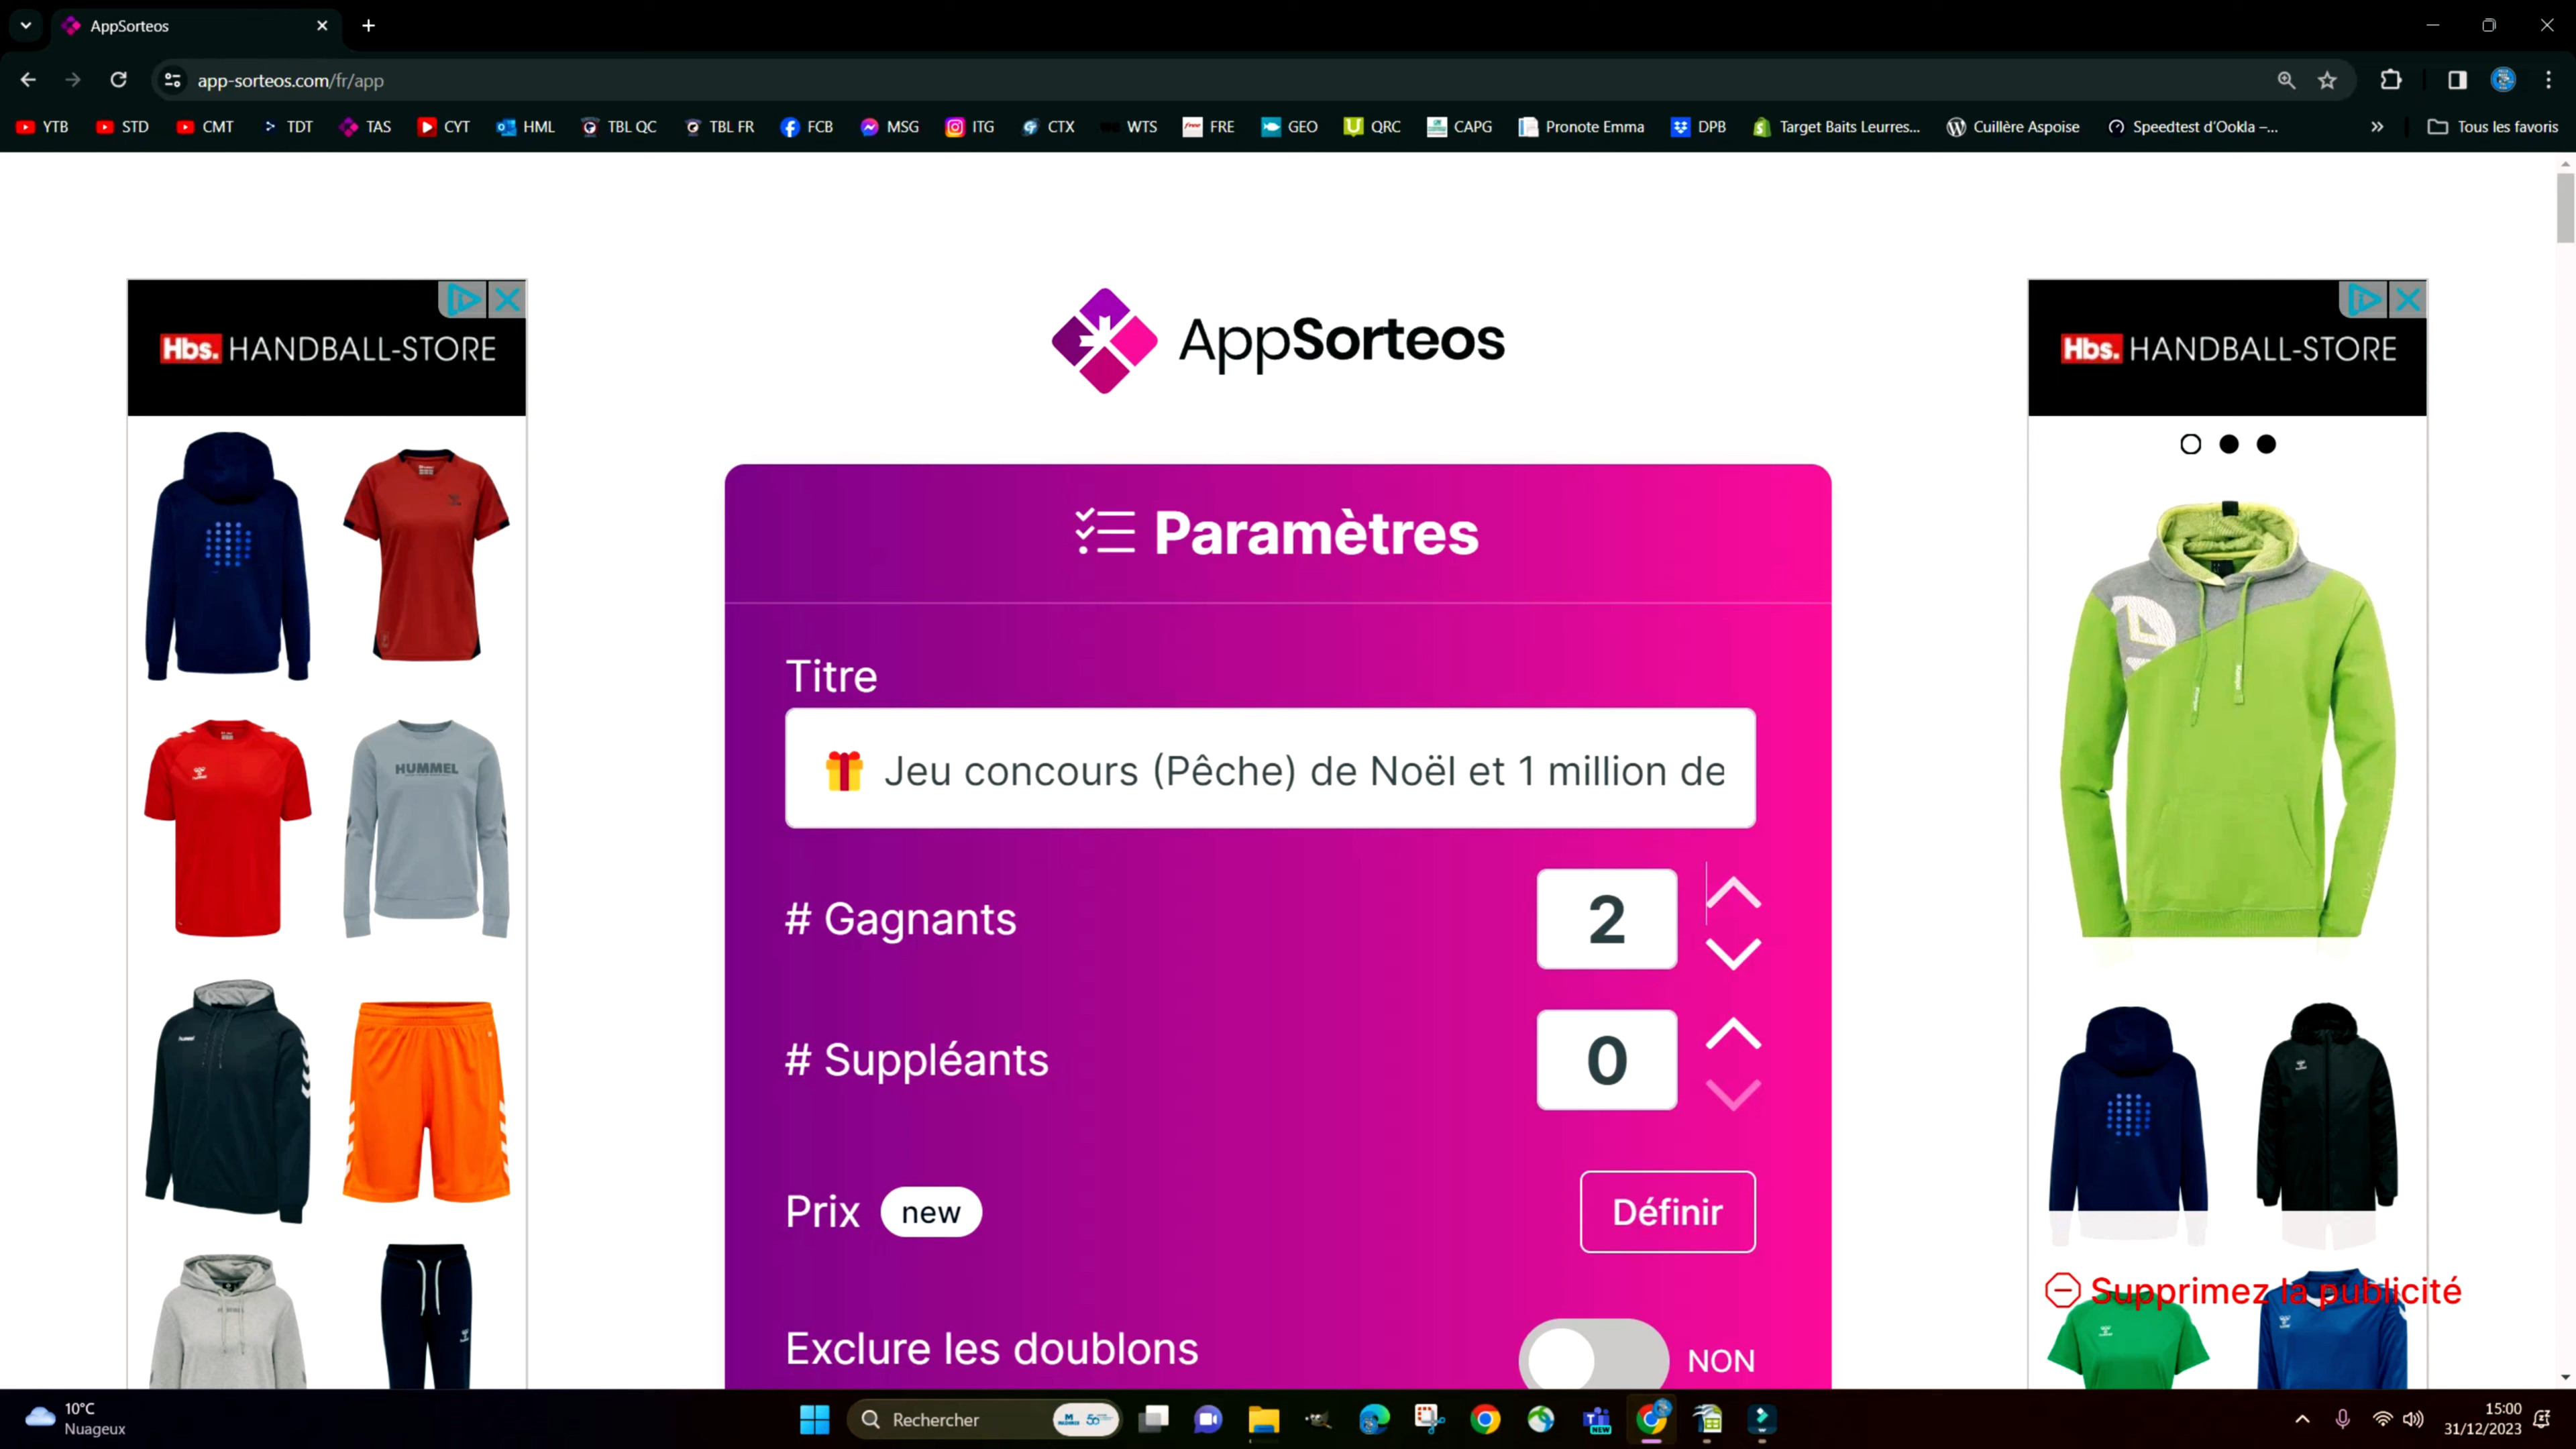 AppSorteos
app-sorteos.com/fr/app
YTB STD CMT TDT TAS CYT HML TBL QC TBL FR FCB MSG ITG CTX WTS FRE GEO QRC CAPG Pronote Emma DPB Target Baits Leurres... Cuillère Aspoise Speedtest d'Ookla –... » Tous les favoris
Hbs. HANDBALL-STORE
HUMMEL
hummel
AppSorteos
Paramètres
Titre
Jeu concours (Pêche) de Noël et 1 million de
# Gagnants 2
# Suppléants 0
Prix new Définir
Exclure les doublons NON
Hbs. HANDBALL-STORE
Supprimez la publicité
10°C
Nuageux
Rechercher
NEW
15:00
31/12/2023